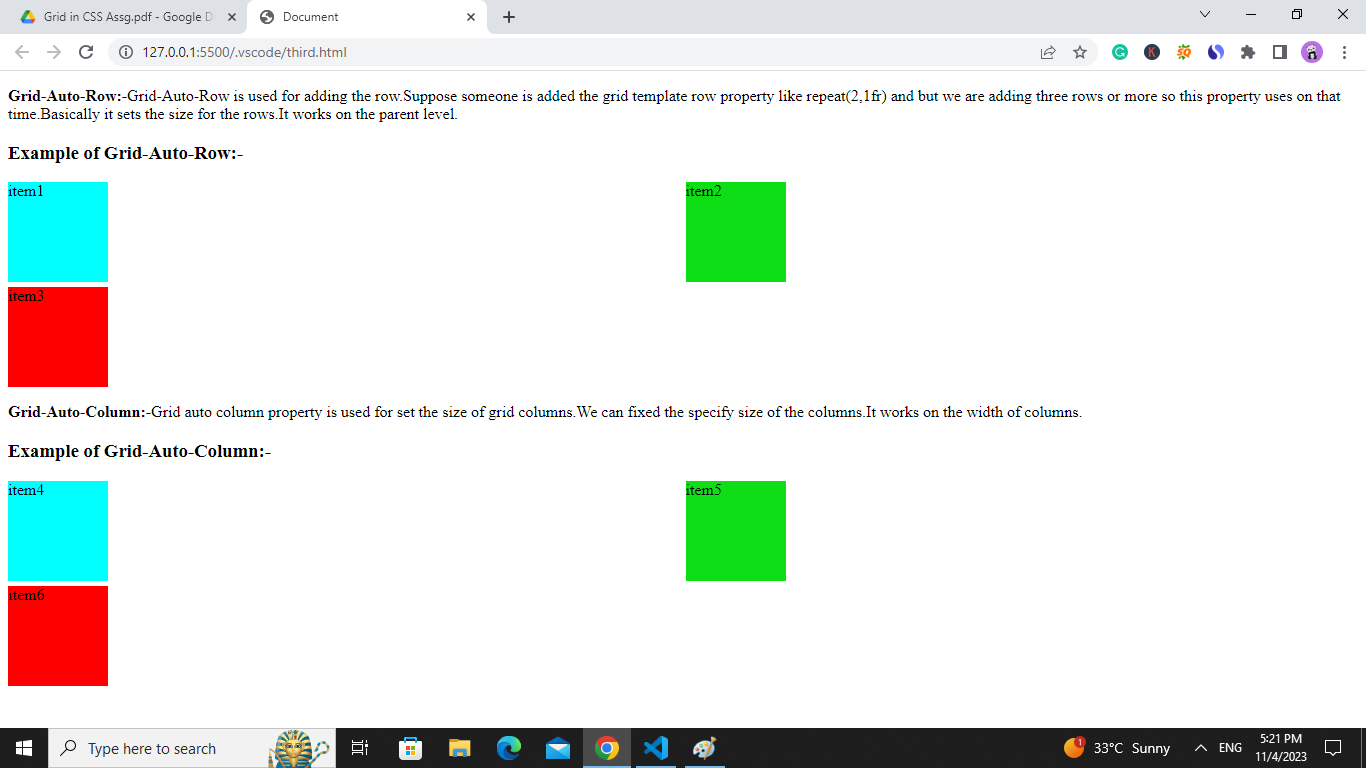 Grid in CSS Assg.pdf - Google D
Document
127.0.0.1:5500/.vscode/third.html
Grid-Auto-Row:-Grid-Auto-Row is used for adding the row.Suppose someone is added the grid template row property like repeat(2,1fr) and but we are adding three rows or more so this property uses on that
time.Basically it sets the size for the rows.It works on the parent level.
Example of Grid-Auto-Row:-
item1
item2
item3
Grid-Auto-Column:-Grid auto column property is used for set the size of grid columns.We can fixed the specify size of the columns.It works on the width of columns.
Example of Grid-Auto-Column:-
item4
item5
item6
Type here to search
1
33°C Sunny
ENG
5:21 PM
11/4/2023